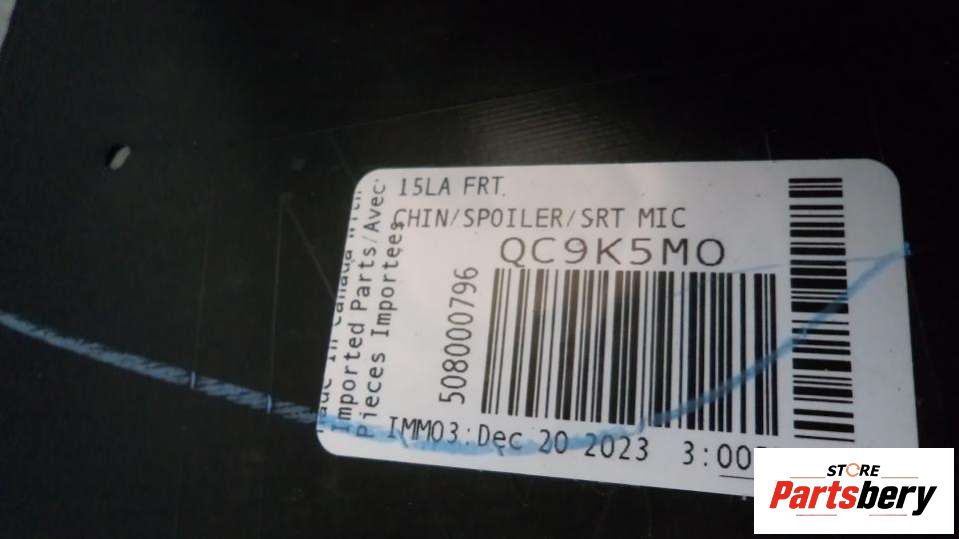 15LA FRT.
CHIN/SPOILER/SRT MIC
QC9K5MO
508000796
Imported Parts/Avec
Pieces Importees
IMM03:Dec 20 2023 3:00
STORE
Partsbery